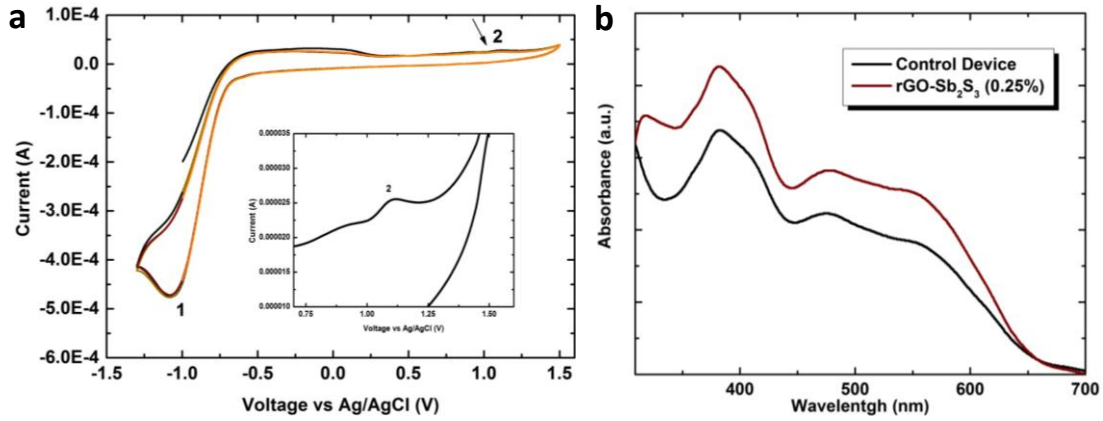 a
1.0E-4
0.0
-1.0E-4
-2.0E-4
-3.0E-4
-4.0E-4
-5.0E-4
-6.0E-4
Current (A)
-1.5
-1.0
-0.5
0.0
0.5
1.0
1.5
Voltage vs Ag/AgCl (V)
2
1
0.000035
0.000030
0.000025
0.000020
0.000015
0.000010
Current (A)
2
0.75
1.00
1.25
1.50
Voltage vs Ag/AgCl (V)
b
Control Device
rGO-Sb₂S₃ (0.25%)
Absorbance (a.u.)
400
500
600
700
Wavelentgh (nm)